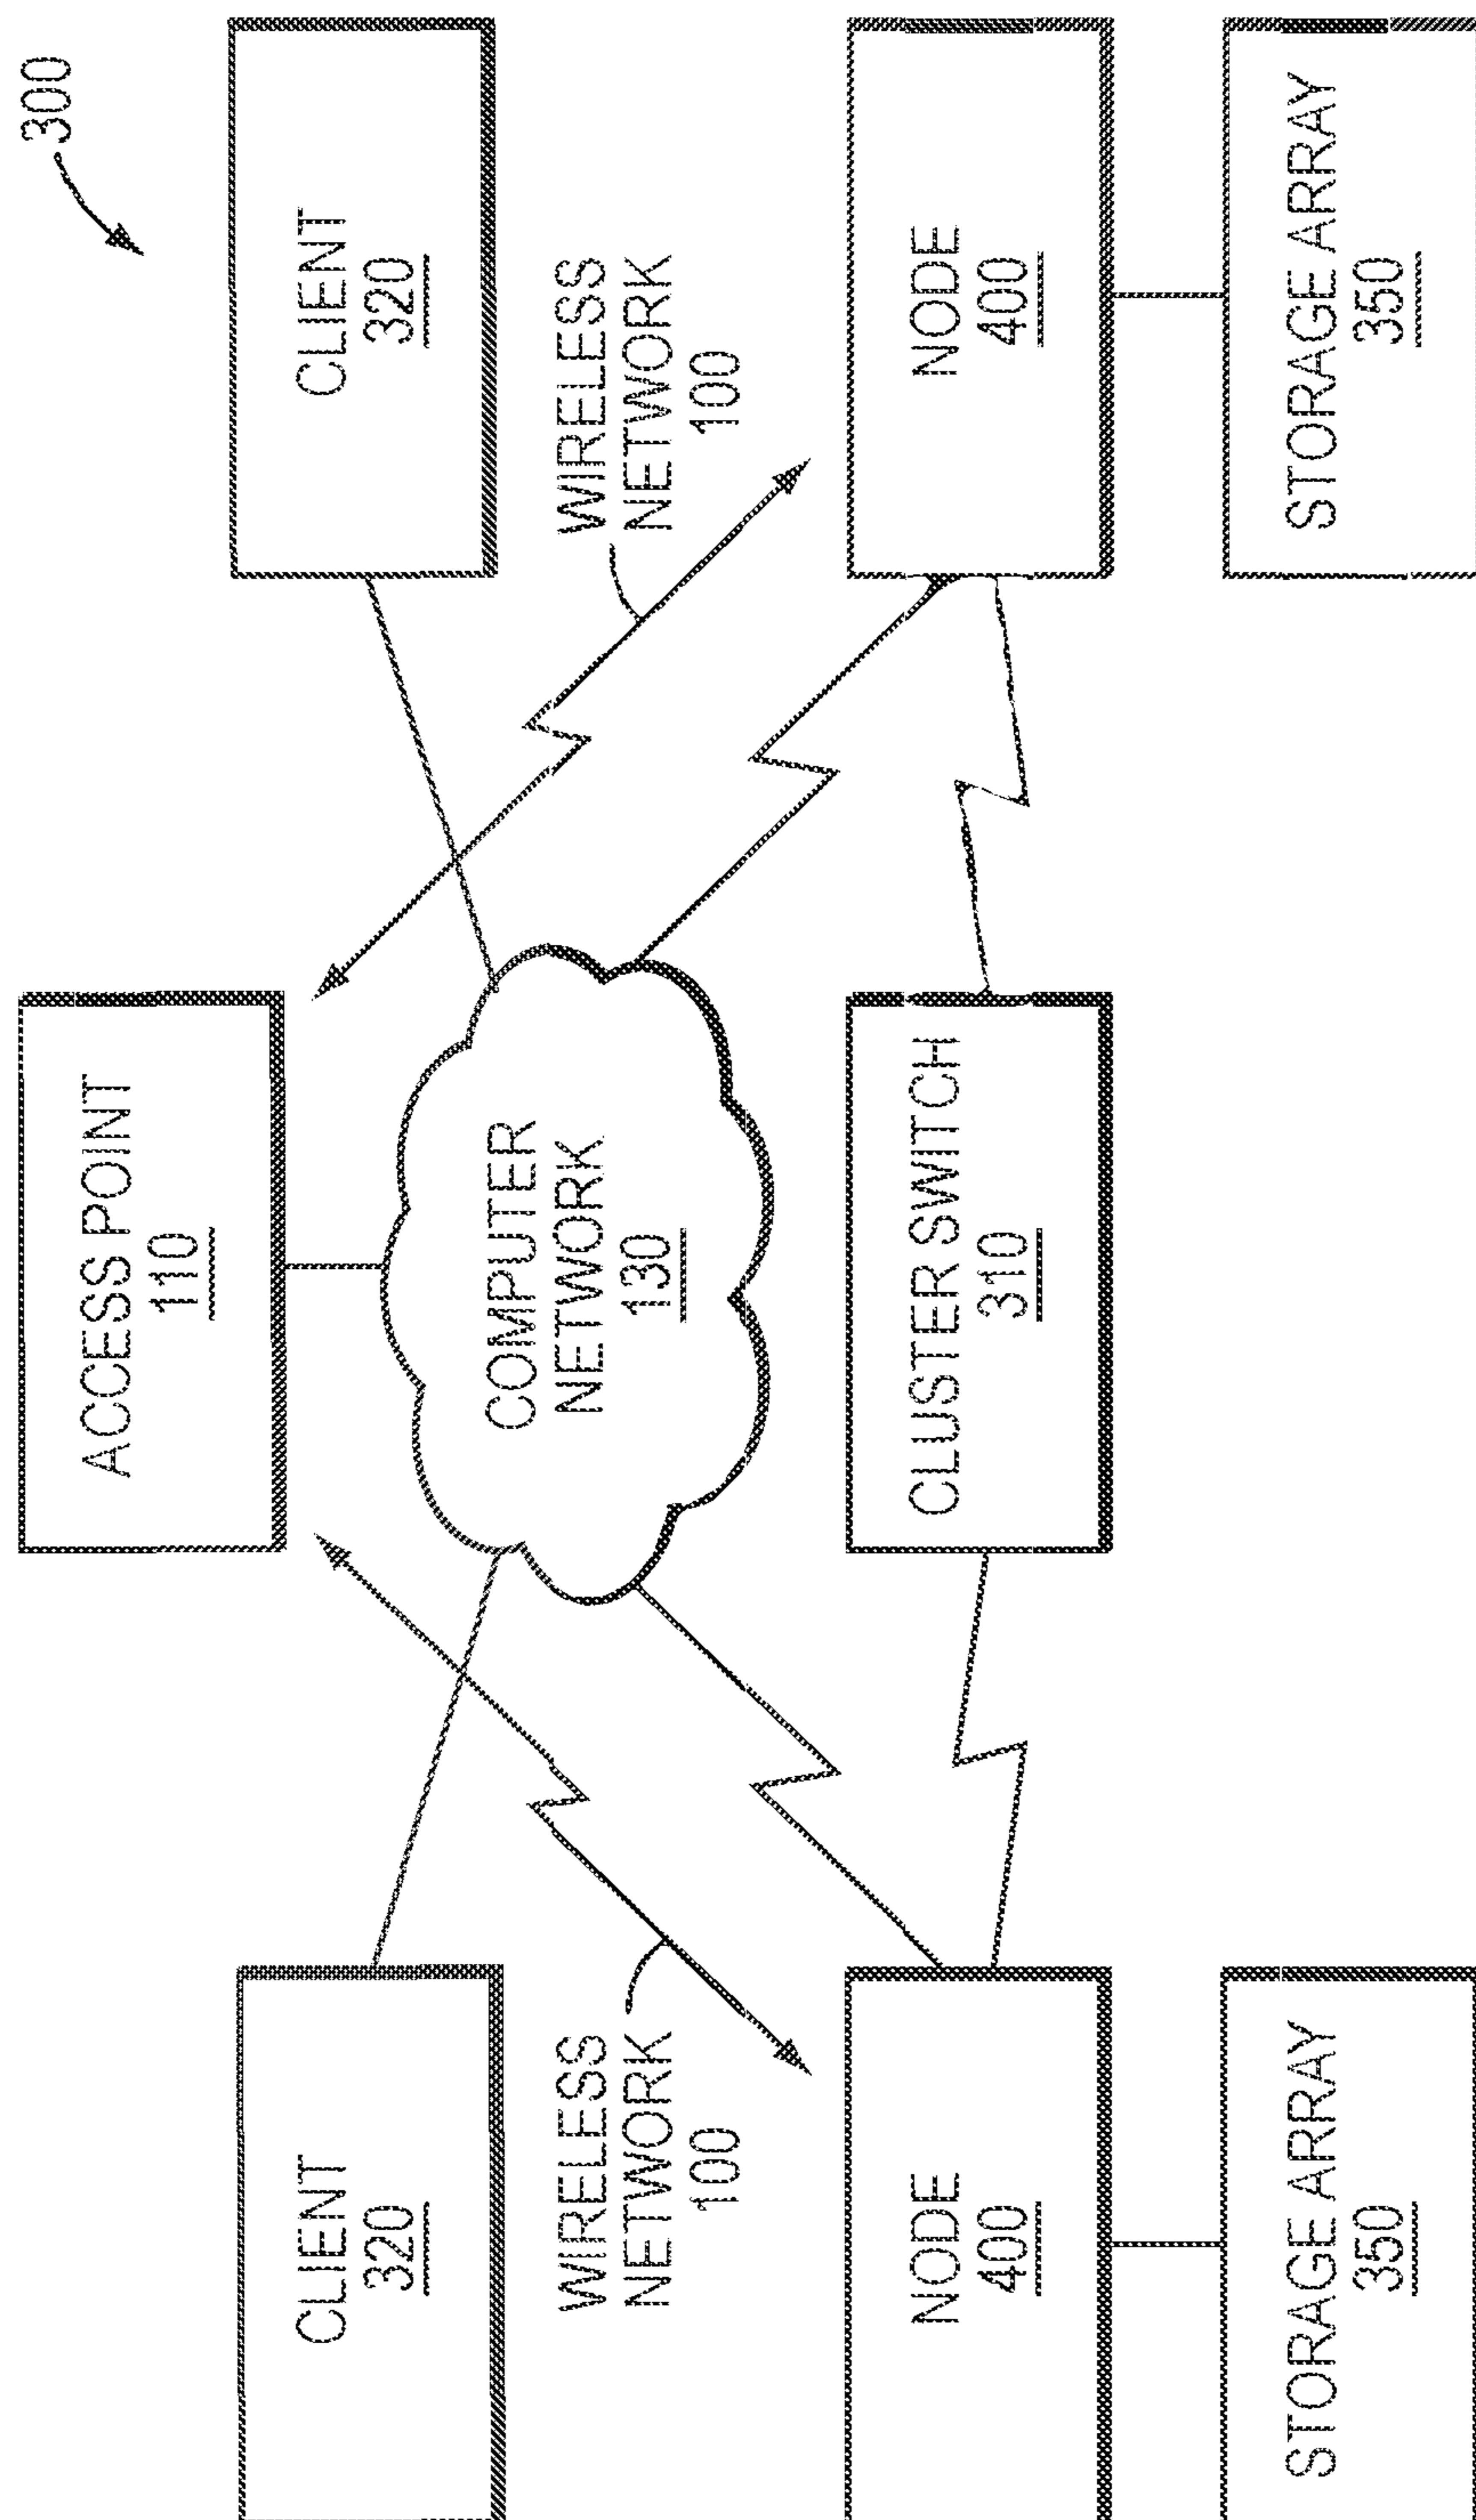 300
ACCESS POINT
110
CLIENT
320
CLIENT
320
COMPUTER
NETWORK
130
WIRELESS
NETWORK
100
WIRELESS
NETWORK
100
NODE
400
CLUSTER SWITCH
310
NODE
400
STORAGE ARRAY
350
STORAGE ARRAY
350